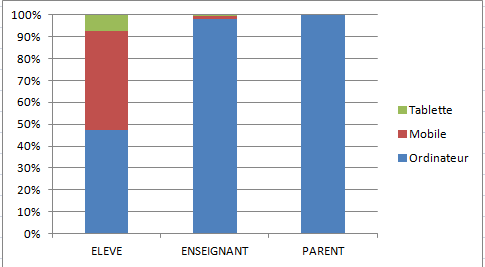 100%
90%
80%
70%
60%
50%
40%
30%
20%
10%
0%
Tablette
Mobile
Ordinateur
ELEVE ENSEIGNANT PARENT